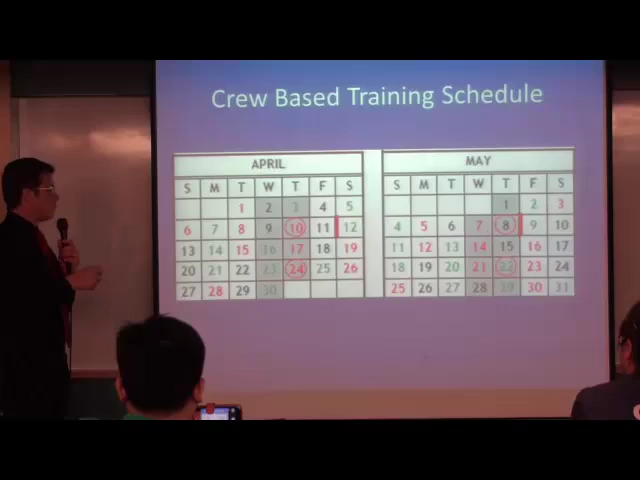 Crew Based Training Schedule
APRIL
S M T W T F S
1 2 3 4 5
6 7 8 9 10 11 12
13 14 15 16 17 18 19
20 21 22 23 24 25 26
27 28 29 30
MAY
S M T W T F S
1 2 3
4 5 6 7 8 9 10
11 12 13 14 15 16 17
18 19 20 21 22 23 24
25 26 27 28 29 30 31